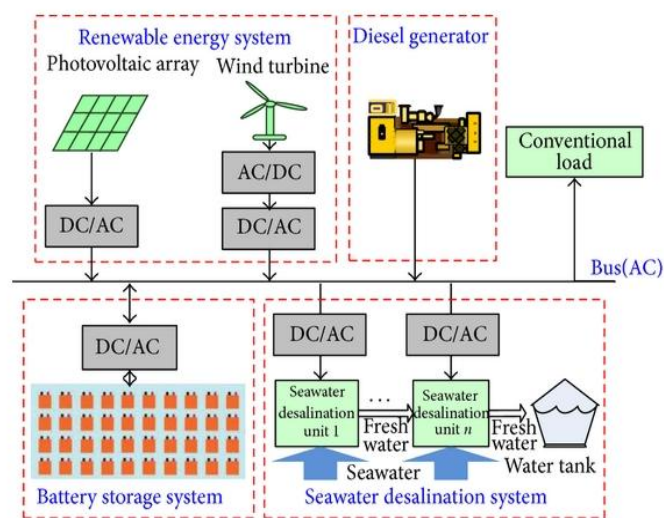 Renewable energy system
Photovoltaic array
Wind turbine
Diesel generator
AC/DC
DC/AC
DC/AC
Conventional
load
Bus(AC)
DC/AC
Battery storage system
DC/AC
DC/AC
Seawater
desalination
unit 1
...
Fresh
water
Seawater
desalination
unit n
Fresh
water
Seawater
Water tank
Seawater desalination system